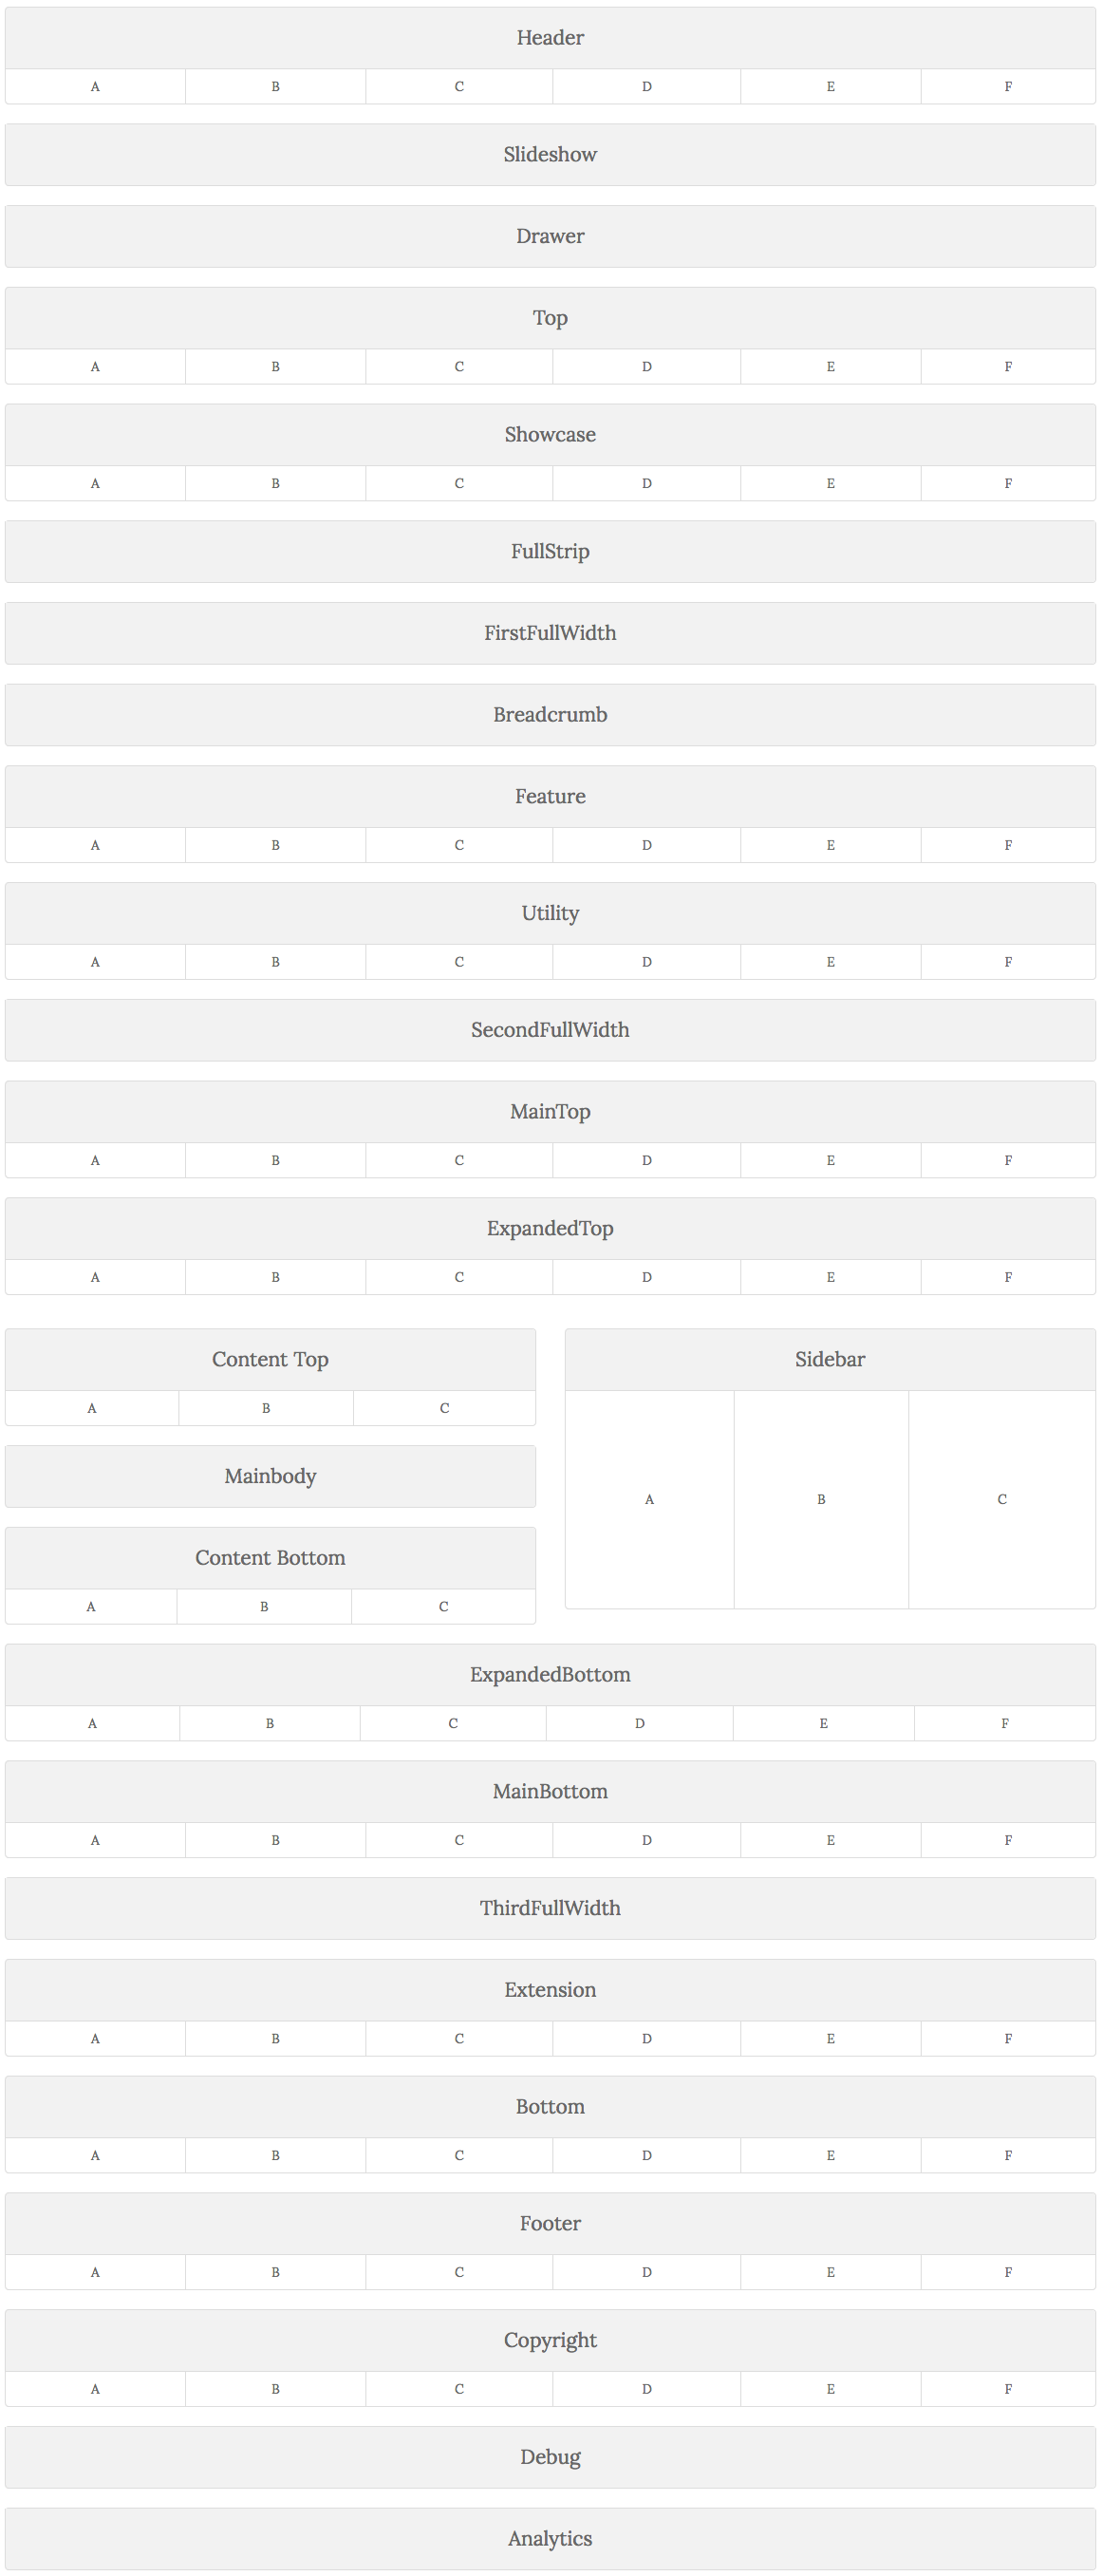 Header
A B C D E F
Slideshow
Drawer
Top
A B C D E F
Showcase
A B C D E F
FullStrip
FirstFullWidth
Breadcrumb
Feature
A B C D E F
Utility
A B C D E F
SecondFullWidth
MainTop
A B C D E F
ExpandedTop
A B C D E F
Content Top
A B C
Mainbody
Content Bottom
A B C
Sidebar
A B C
ExpandedBottom
A B C D E F
MainBottom
A B C D E F
ThirdFullWidth
Extension
A B C D E F
Bottom
A B C D E F
Footer
A B C D E F
Copyright
A B C D E F
Debug
Analytics